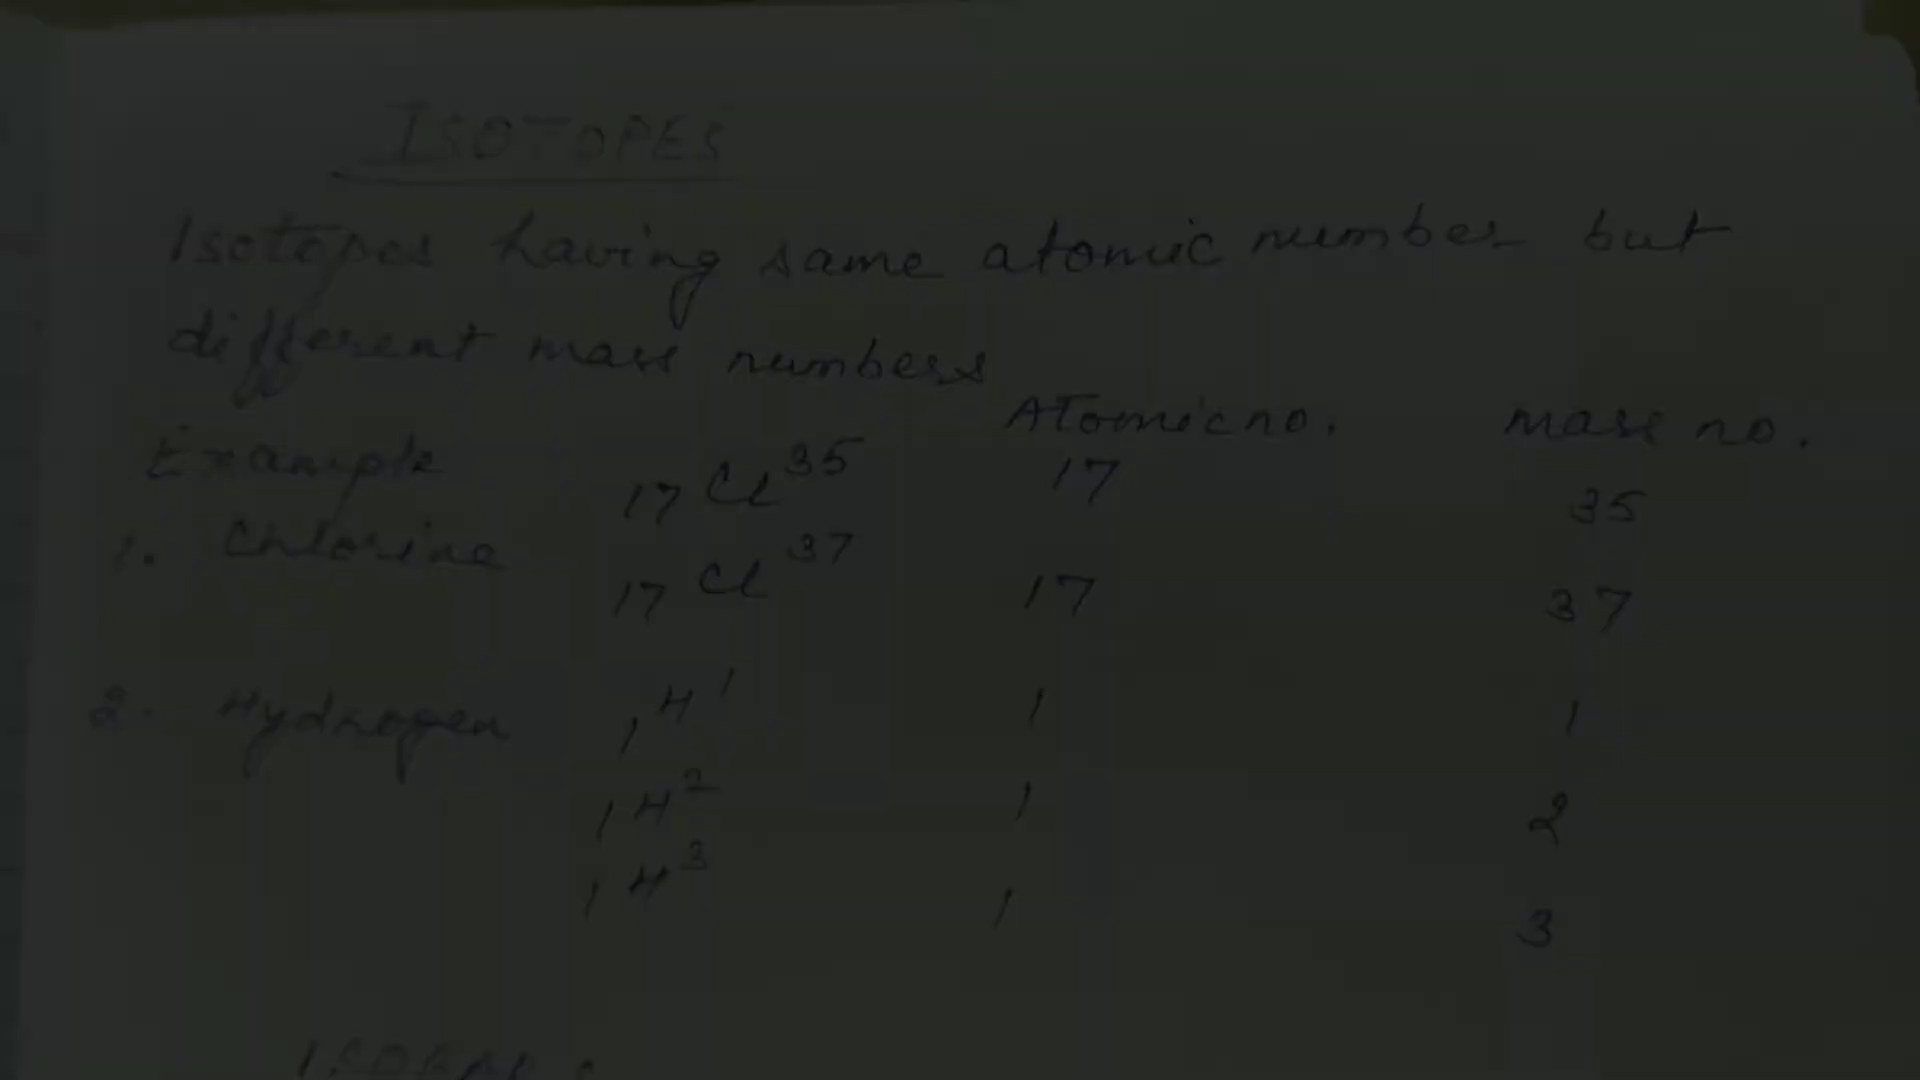 ISOTOPES
Isotopes having same atomic number but
different mass numbers
Atomic no. mass no.
Example ₁₇Cl³⁵ 17 35
1. Chlorine ₁₇Cl³⁷ 17 37
2. Hydrogen ₁H¹ 1 1
₁H² 1 2
₁H³ 1 3